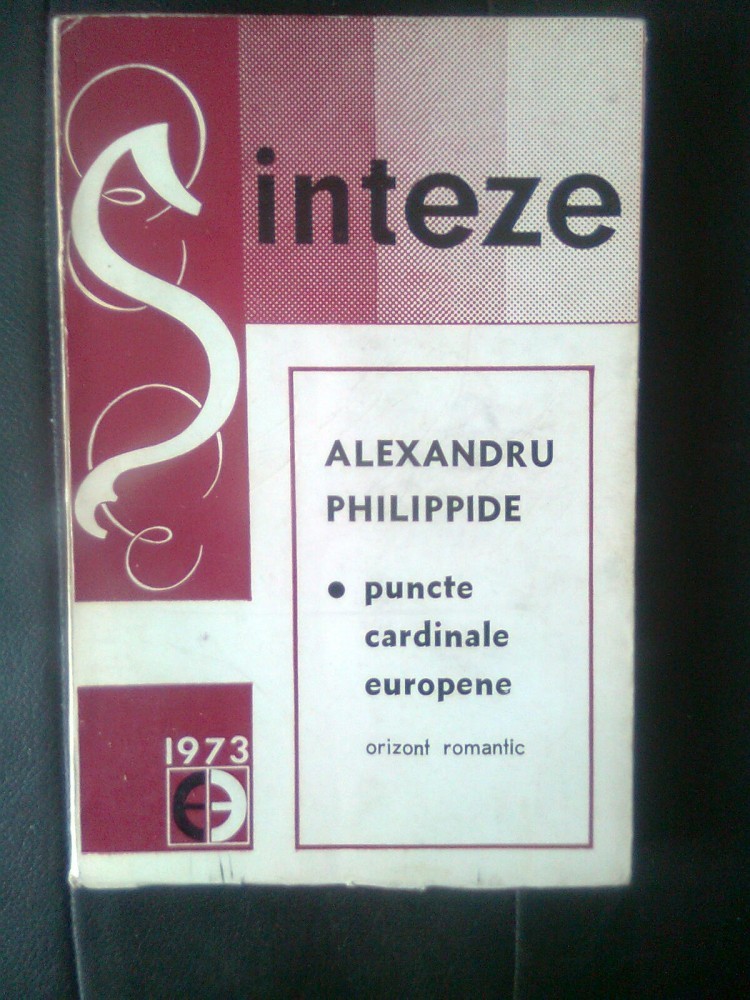 Sinteze
ALEXANDRU
PHILIPPIDE
• puncte
cardinale
europene
orizont romantic
1973